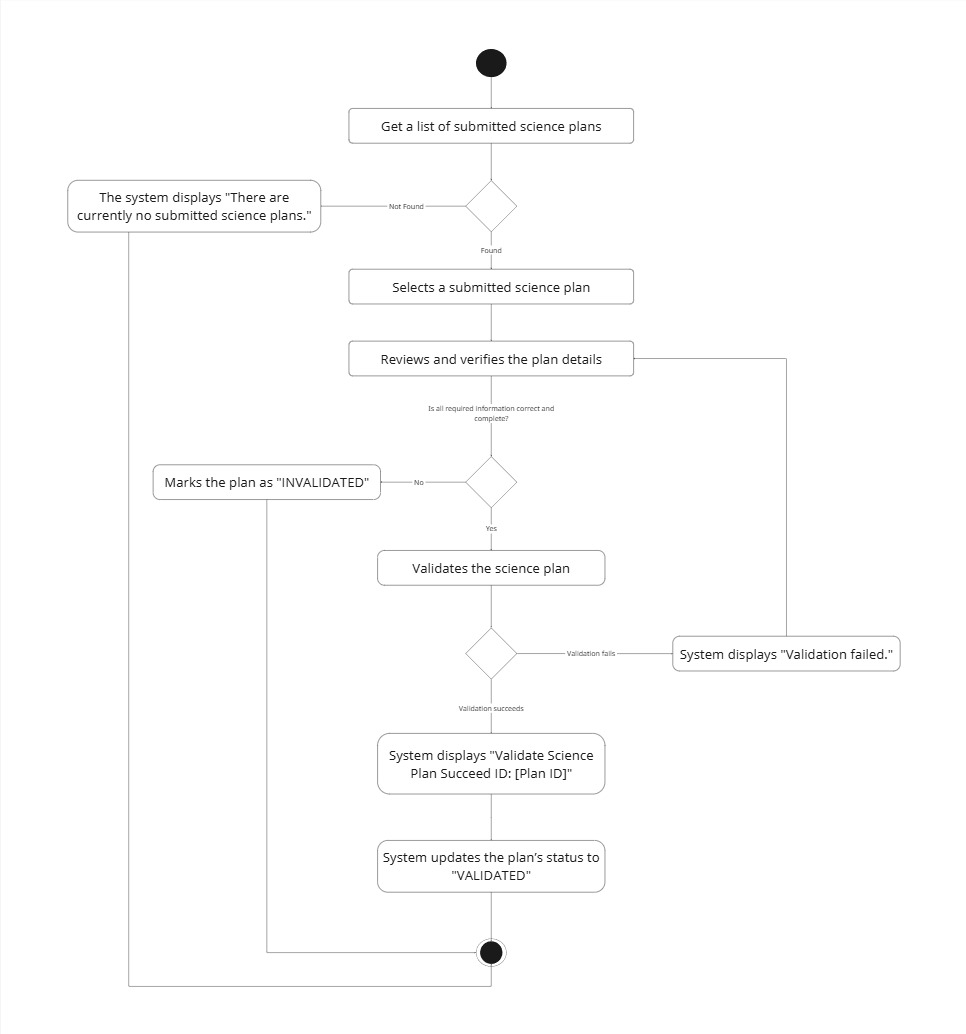 Get a list of submitted science plans
The system displays "There are
currently no submitted science plans."
Not Found
Found
Selects a submitted science plan
Reviews and verifies the plan details
Is all required information correct and
complete?
Marks the plan as "INVALIDATED"
No
Yes
Validates the science plan
Validation fails
System displays "Validation failed."
Validation succeeds
System displays "Validate Science
Plan Succeed ID: [Plan ID]"
System updates the plan's status to
"VALIDATED"